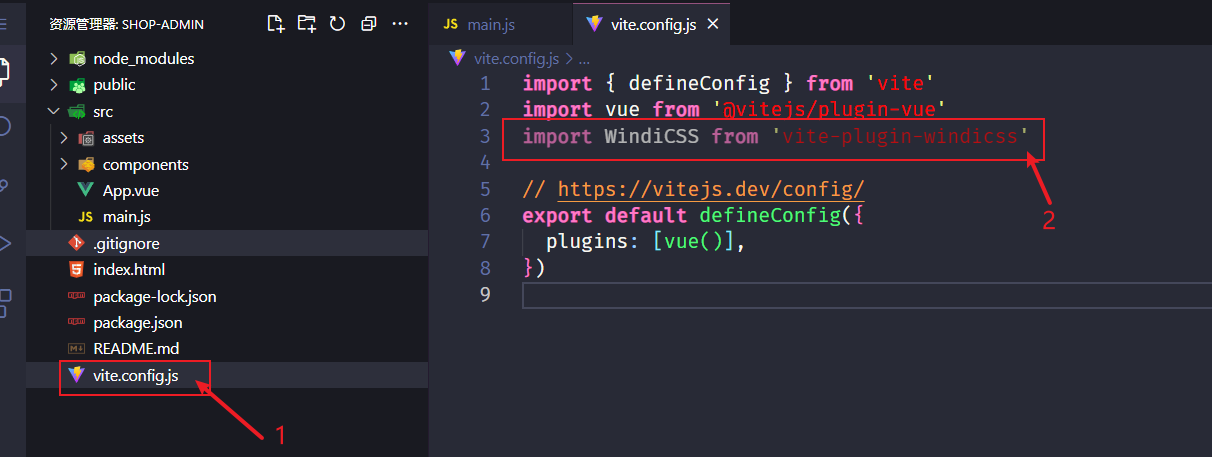 资源管理器: SHOP-ADMIN
node_modules
public
src
assets
components
App.vue
JS main.js
.gitignore
index.html
package-lock.json
package.json
README.md
vite.config.js
1
JS main.js
vite.config.js
vite.config.js > ...
1 import { defineConfig } from 'vite'
2 import vue from '@vitejs/plugin-vue'
3 import WindiCSS from 'vite-plugin-windicss'
4
5 // https://vitejs.dev/config/
6 export default defineConfig({
7 plugins: [vue()],
8 })
9
2